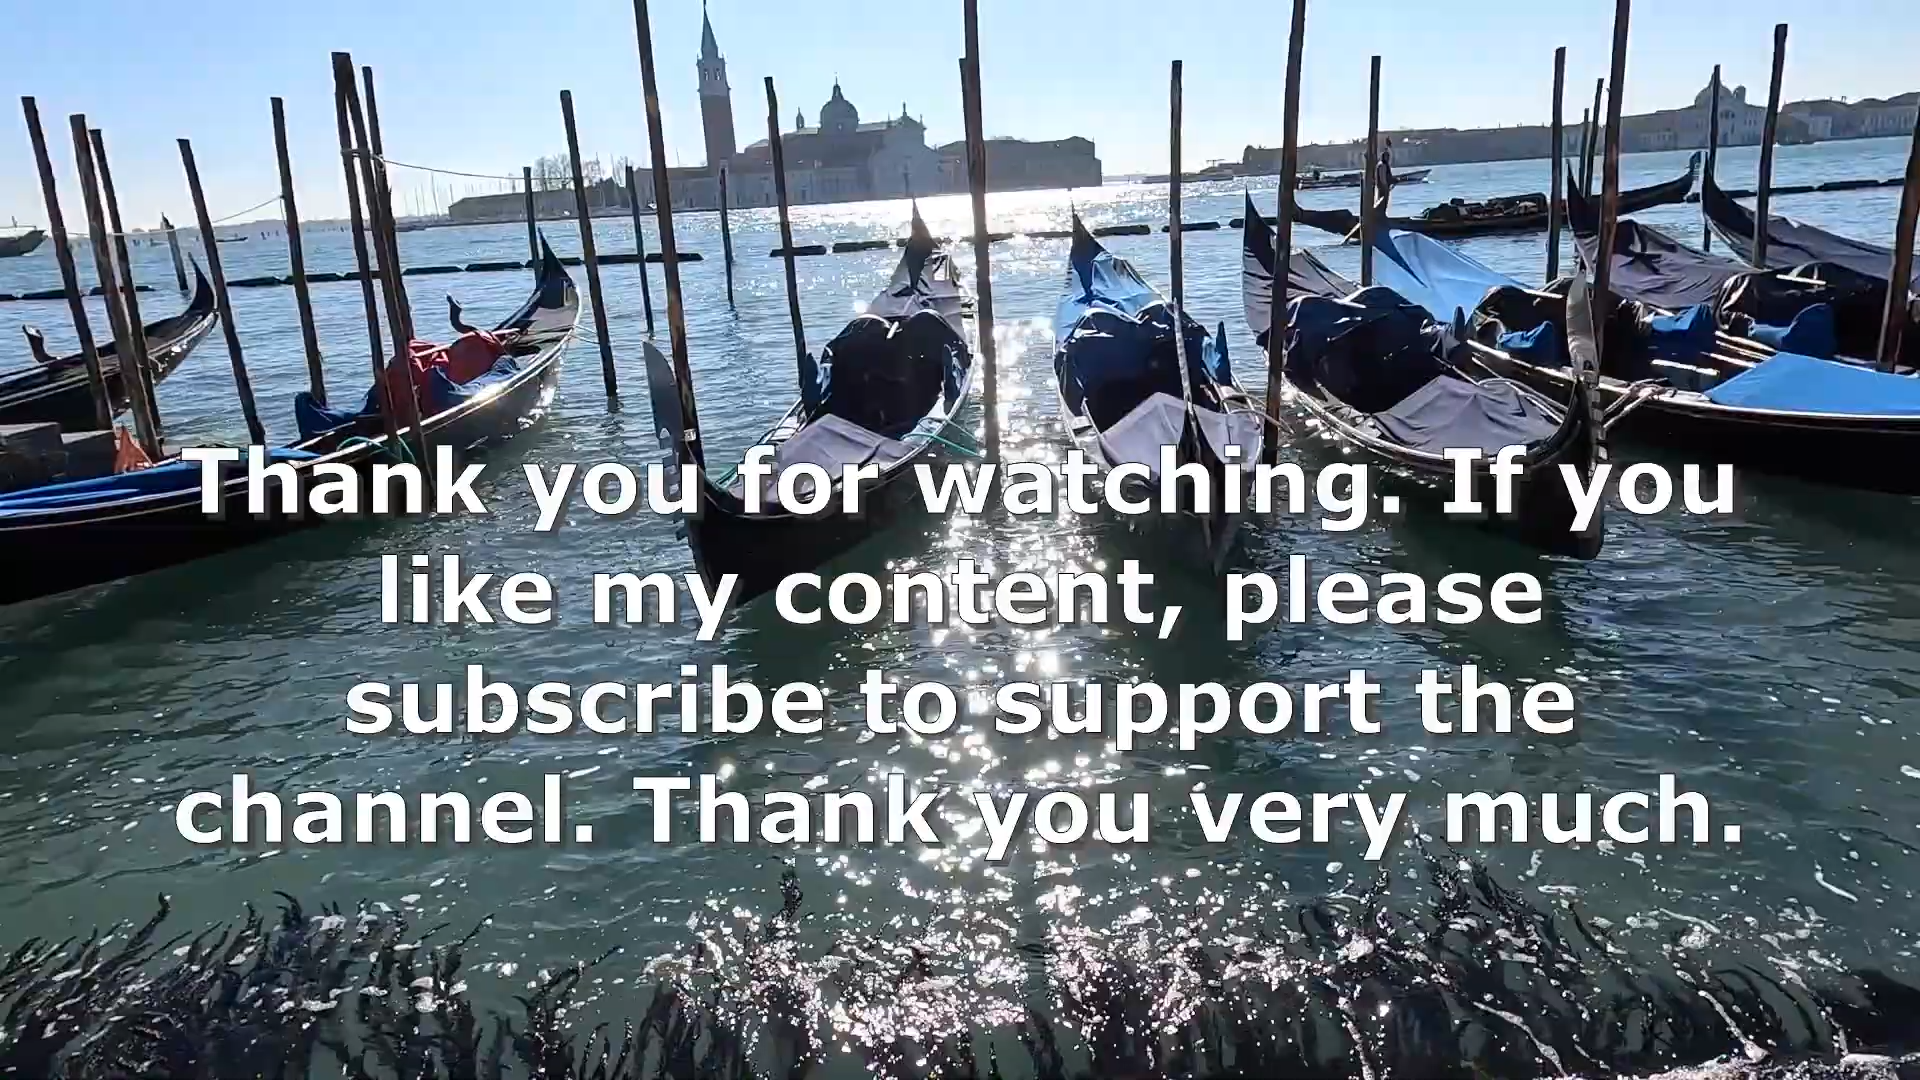 Thank you for watching. If you
like my content, please
subscribe to support the
channel. Thank you very much.